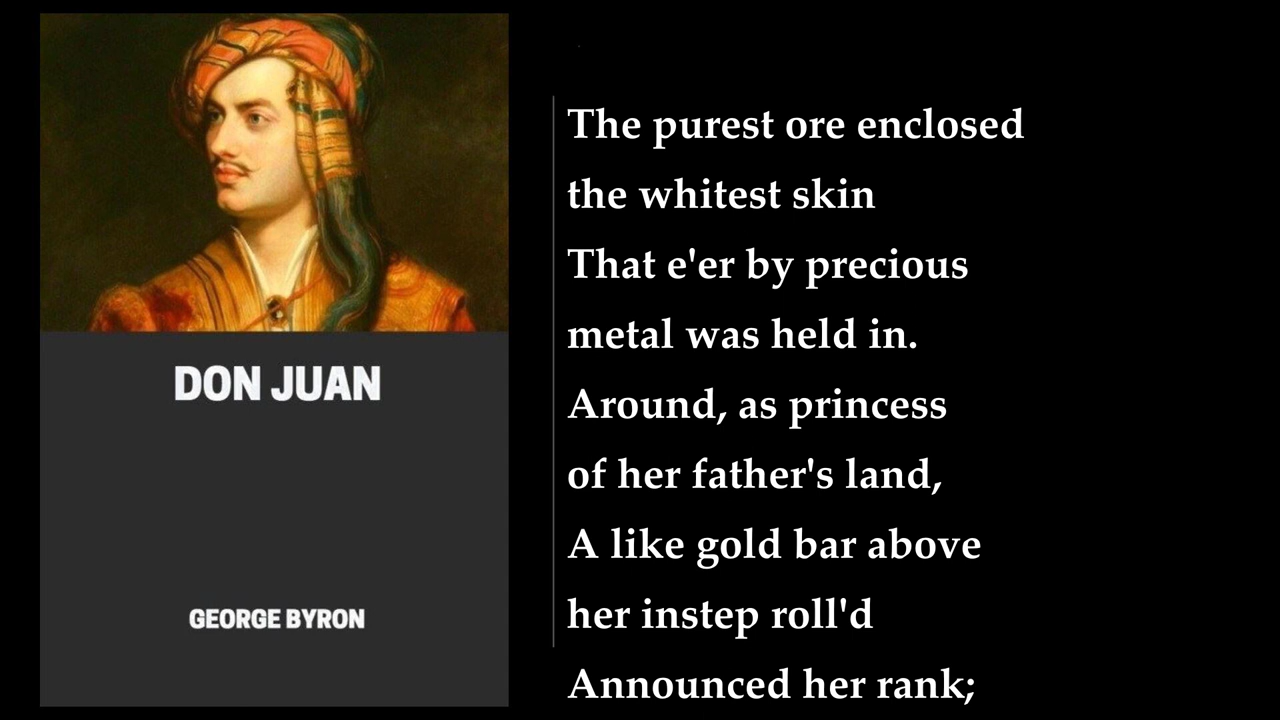 DON JUAN
GEORGE BYRON
The purest ore enclosed
the whitest skin
That e'er by precious
metal was held in.
Around, as princess
of her father's land,
A like gold bar above
her instep roll'd
Announced her rank;